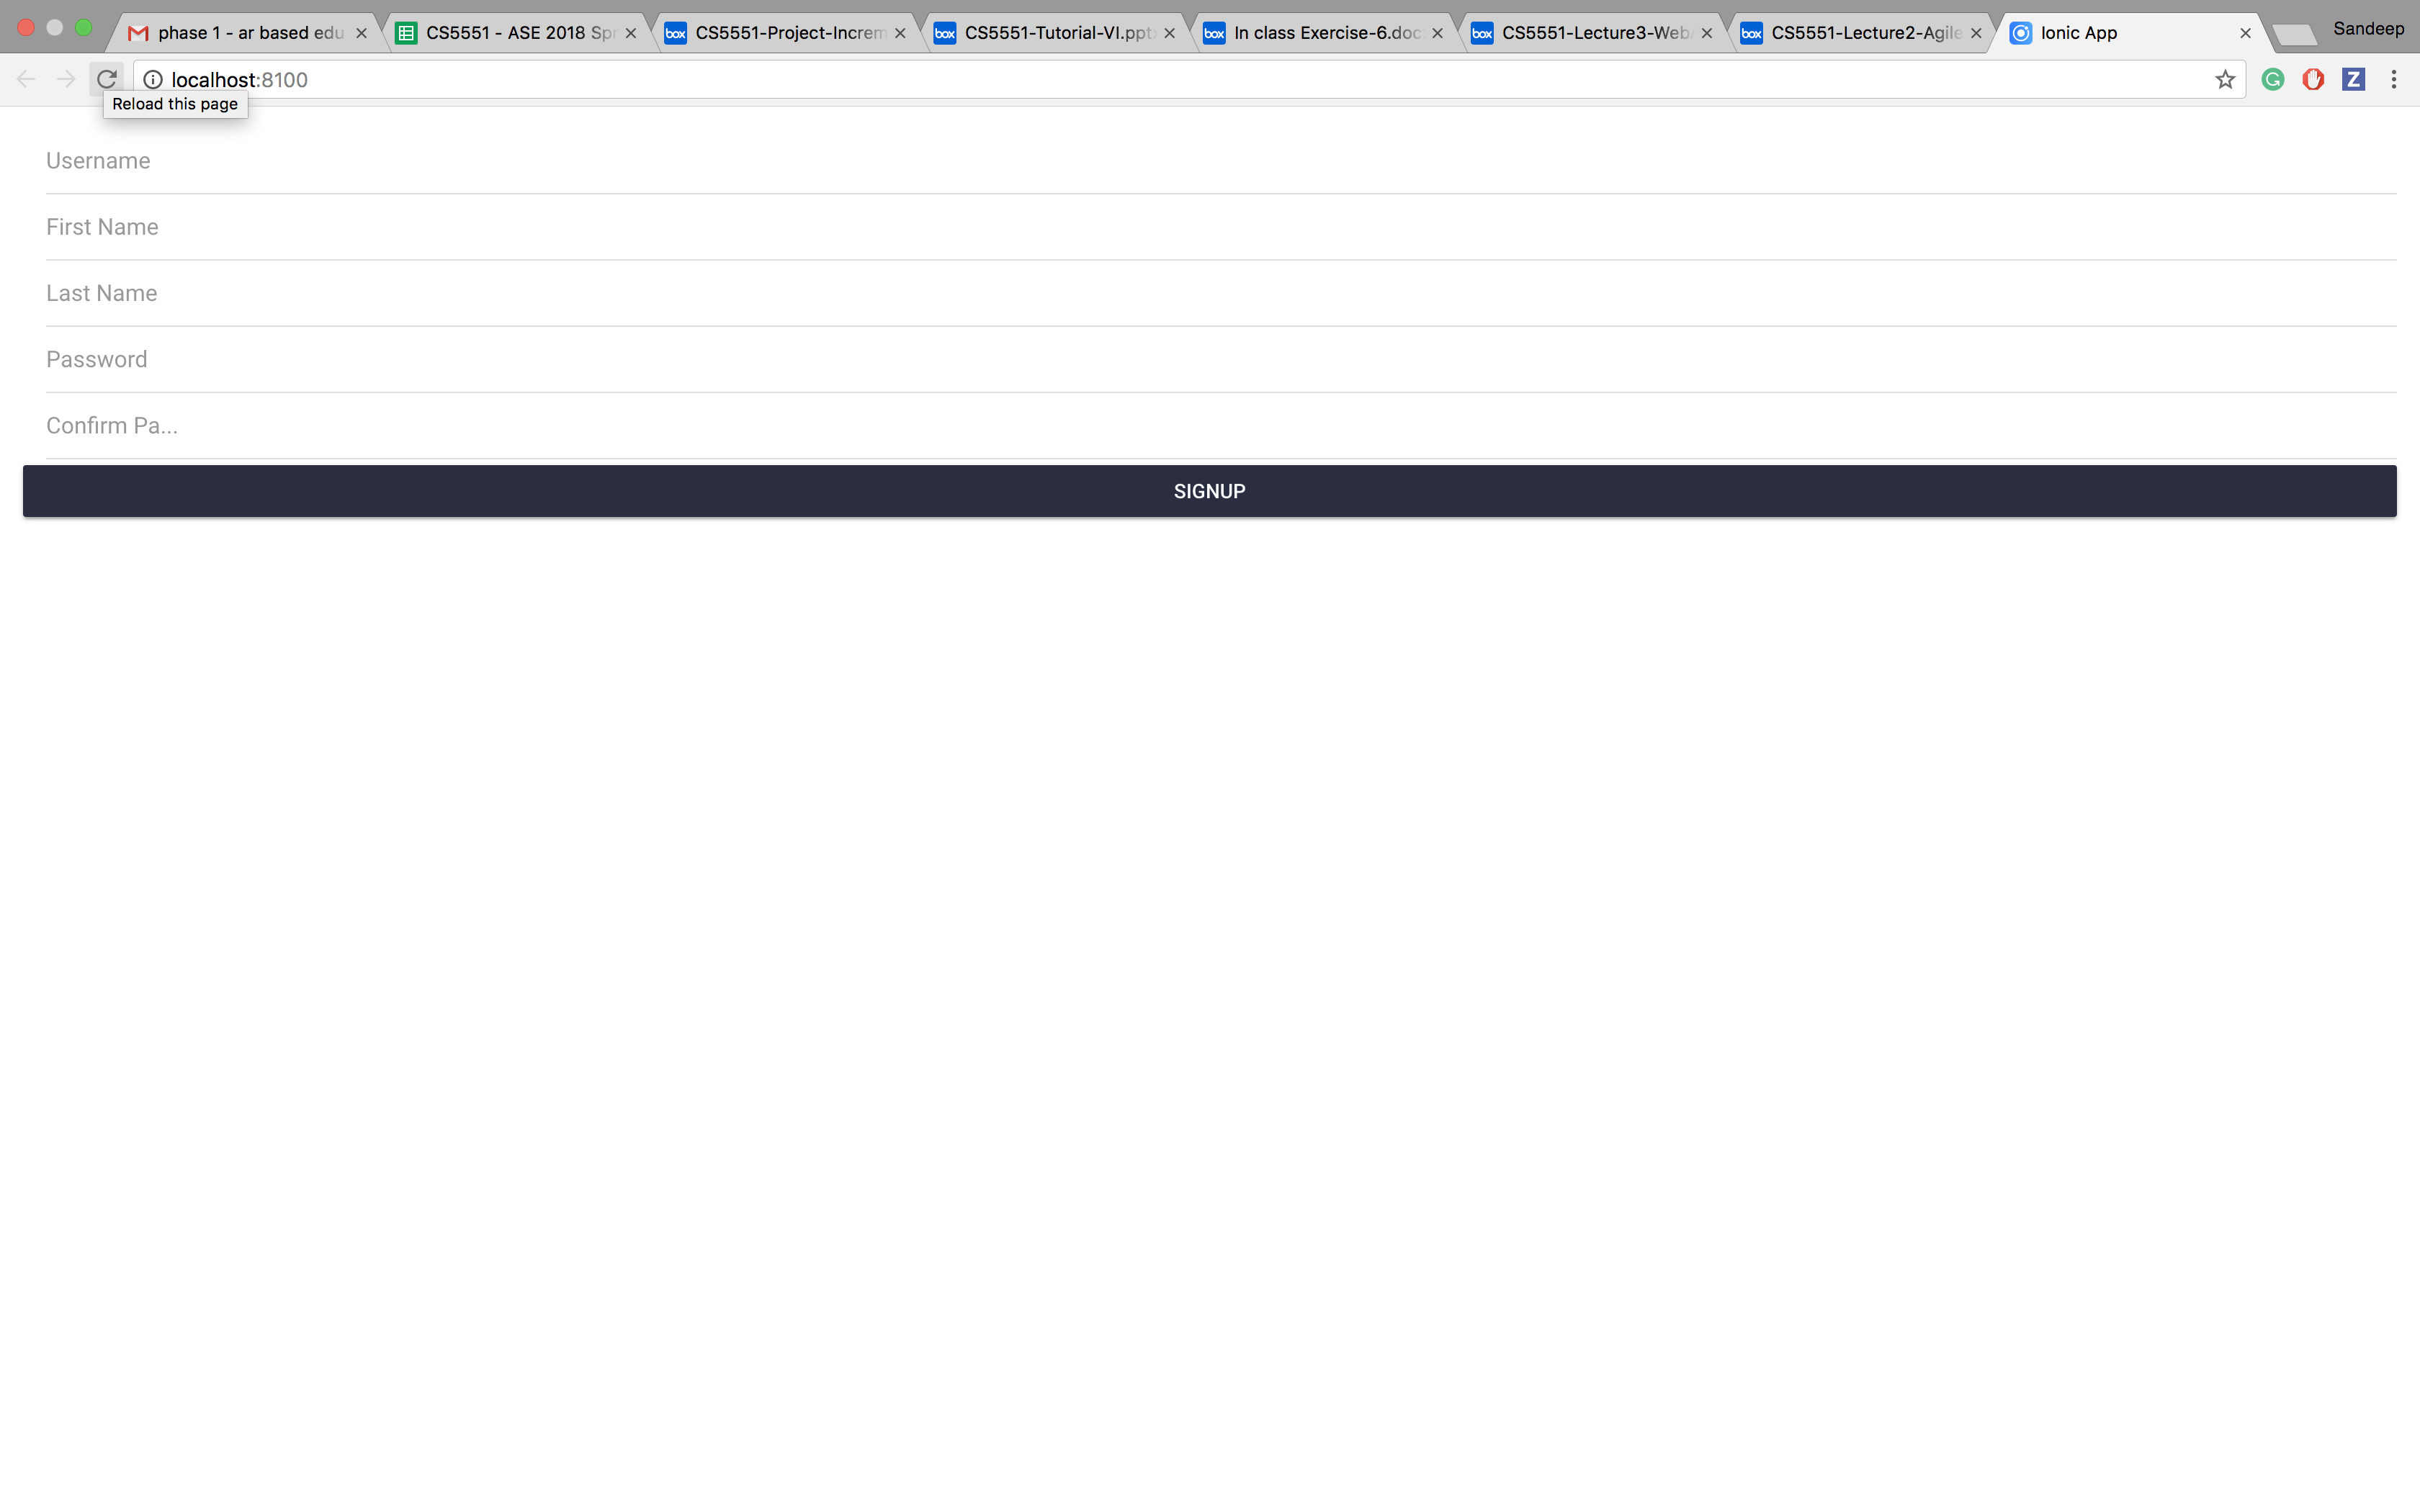 phase 1 - ar based edu
CS5551 - ASE 2018 Spr
box CS5551-Project-Increm
box CS5551-Tutorial-VI.pptx
box In class Exercise-6.doc
box CS5551-Lecture3-Web
box CS5551-Lecture2-Agile
Ionic App
Sandeep
localhost:8100
G
Z
Reload this page
Username
First Name
Last Name
Password
Confirm Pa...
SIGNUP